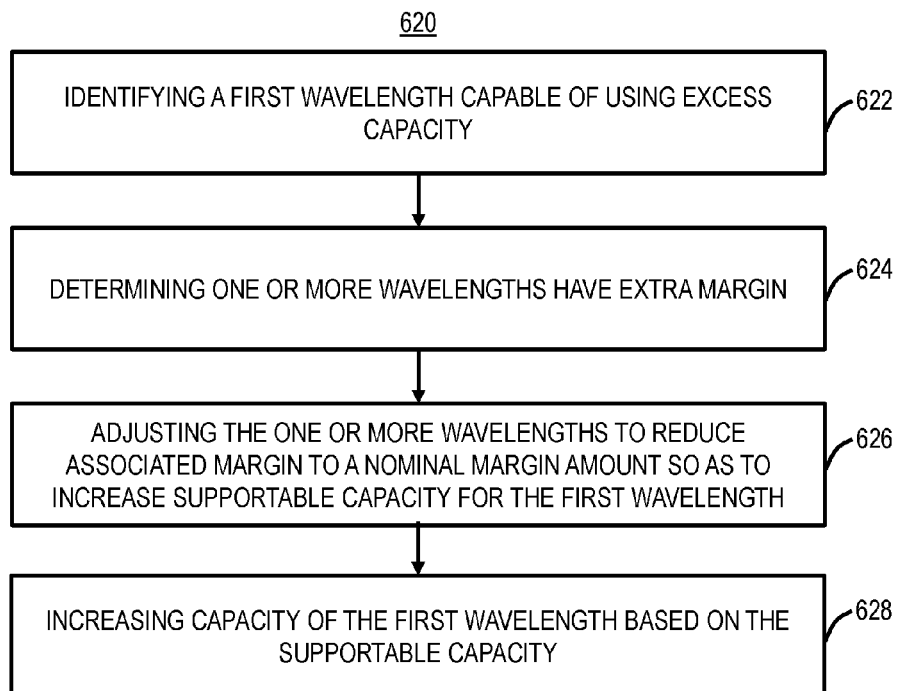 620
IDENTIFYING A FIRST WAVELENGTH CAPABLE OF USING EXCESS
CAPACITY
622
DETERMINING ONE OR MORE WAVELENGTHS HAVE EXTRA MARGIN
624
ADJUSTING THE ONE OR MORE WAVELENGTHS TO REDUCE
ASSOCIATED MARGIN TO A NOMINAL MARGIN AMOUNT SO AS TO
INCREASE SUPPORTABLE CAPACITY FOR THE FIRST WAVELENGTH
626
INCREASING CAPACITY OF THE FIRST WAVELENGTH BASED ON THE
SUPPORTABLE CAPACITY
628